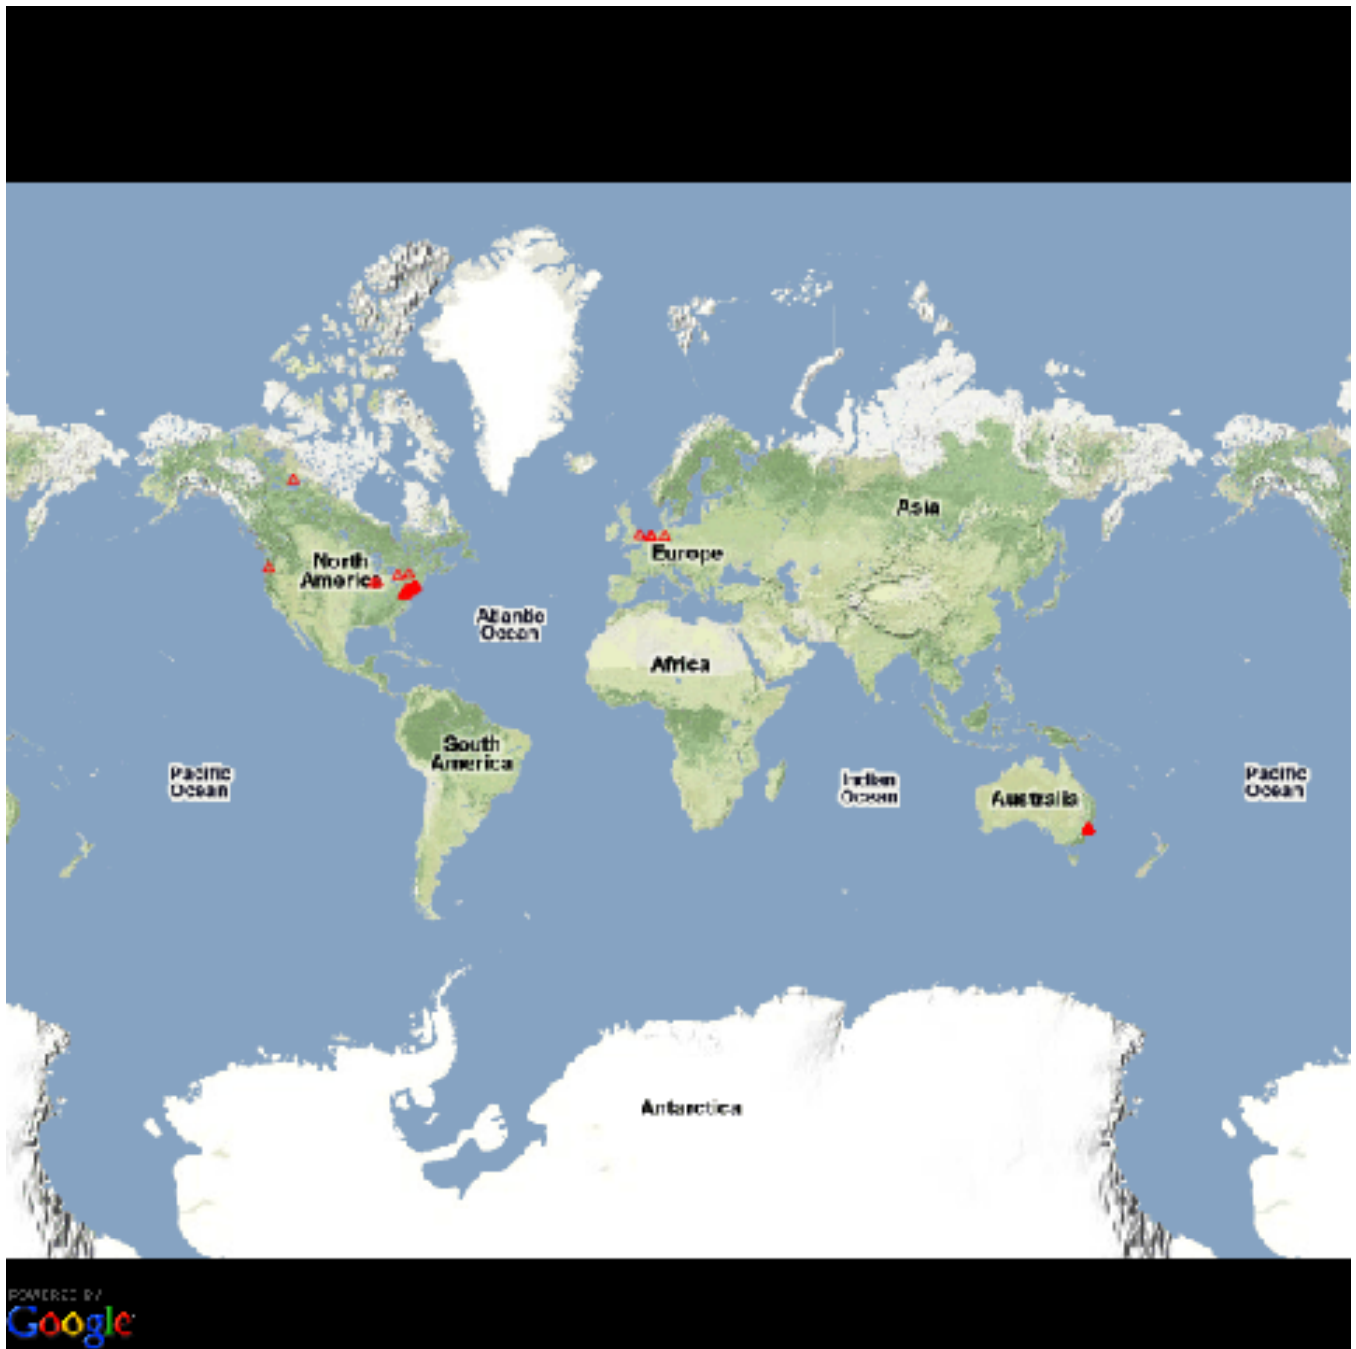 Asia
North
America
Europe
Atlantic
Ocean
Africa
South
America
Pacific
Ocean
Indian
Ocean
Australia
Pacific
Ocean
Antarctica
POWERED BY
Google